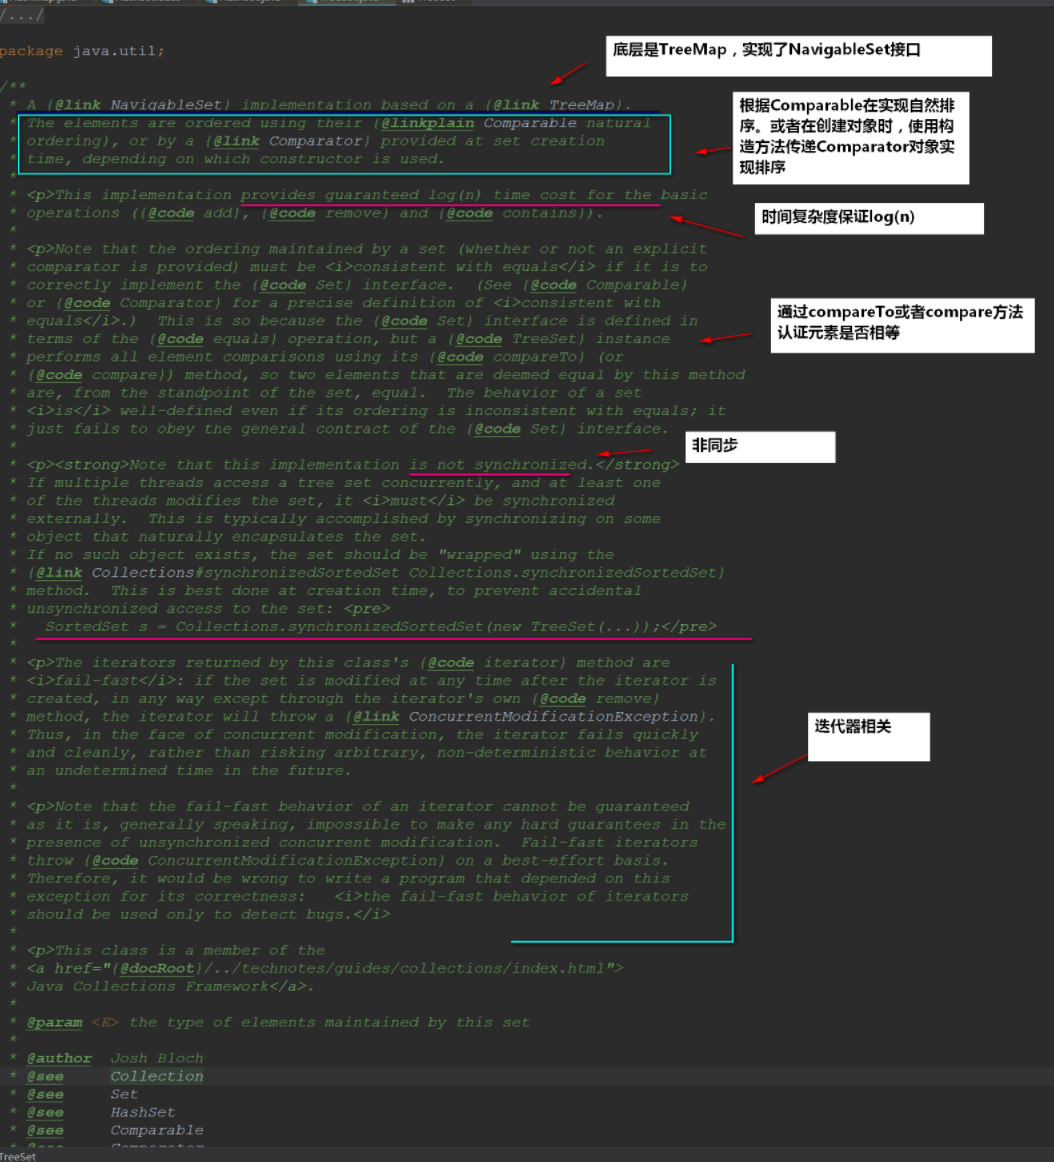 /.../
package java.util;
底层是TreeMap，实现了NavigableSet接口
/**
* A {@link NavigableSet} implementation based on a {@link TreeMap}.
* The elements are ordered using their {@linkplain Comparable natural
* ordering}, or by a {@link Comparator} provided at set creation
* time, depending on which constructor is used.
根据Comparable在实现自然排
序。或者在创建对象时，使用构
造方法传递Comparator对象实
现排序
*
* <p>This implementation provides guaranteed log(n) time cost for the basic
* operations ({@code add}, {@code remove} and {@code contains}).
时间复杂度保证log(n)
*
* <p>Note that the ordering maintained by a set (whether or not an explicit
* comparator is provided) must be <i>consistent with equals</i> if it is to
* correctly implement the {@code Set} interface.  (See {@code Comparable}
* or {@code Comparator} for a precise definition of <i>consistent with
* equals</i>.)  This is so because the {@code Set} interface is defined in
* terms of the {@code equals} operation, but a {@code TreeSet} instance
* performs all element comparisons using its {@code compareTo} (or
* {@code compare}) method, so two elements that are deemed equal by this method
* are, from the standpoint of the set, equal.  The behavior of a set
* <i>is</i> well-defined even if its ordering is inconsistent with equals; it
* just fails to obey the general contract of the {@code Set} interface.
通过compareTo或者compare方法
认证元素是否相等
*
* <p><strong>Note that this implementation is not synchronized.</strong>
非同步
* If multiple threads access a tree set concurrently, and at least one
* of the threads modifies the set, it <i>must</i> be synchronized
* externally.  This is typically accomplished by synchronizing on some
* object that naturally encapsulates the set.
* If no such object exists, the set should be "wrapped" using the
* {@link Collections#synchronizedSortedSet Collections.synchronizedSortedSet}
* method.  This is best done at creation time, to prevent accidental
* unsynchronized access to the set: <pre>
*   SortedSet s = Collections.synchronizedSortedSet(new TreeSet(...));</pre>
*
* <p>The iterators returned by this class's {@code iterator} method are
* <i>fail-fast</i>: if the set is modified at any time after the iterator is
* created, in any way except through the iterator's own {@code remove}
* method, the iterator will throw a {@link ConcurrentModificationException}.
* Thus, in the face of concurrent modification, the iterator fails quickly
* and cleanly, rather than risking arbitrary, non-deterministic behavior at
* an undetermined time in the future.
迭代器相关
*
* <p>Note that the fail-fast behavior of an iterator cannot be guaranteed
* as it is, generally speaking, impossible to make any hard guarantees in the
* presence of unsynchronized concurrent modification.  Fail-fast iterators
* throw {@code ConcurrentModificationException} on a best-effort basis.
* Therefore, it would be wrong to write a program that depended on this
* exception for its correctness:   <i>the fail-fast behavior of iterators
* should be used only to detect bugs.</i>
*
* <p>This class is a member of the
* <a href="{@docRoot}/../technotes/guides/collections/index.html">
* Java Collections Framework</a>.
*
* @param <E> the type of elements maintained by this set
*
* @author  Josh Bloch
* @see     Collection
* @see     Set
* @see     HashSet
* @see     Comparable
TreeSet